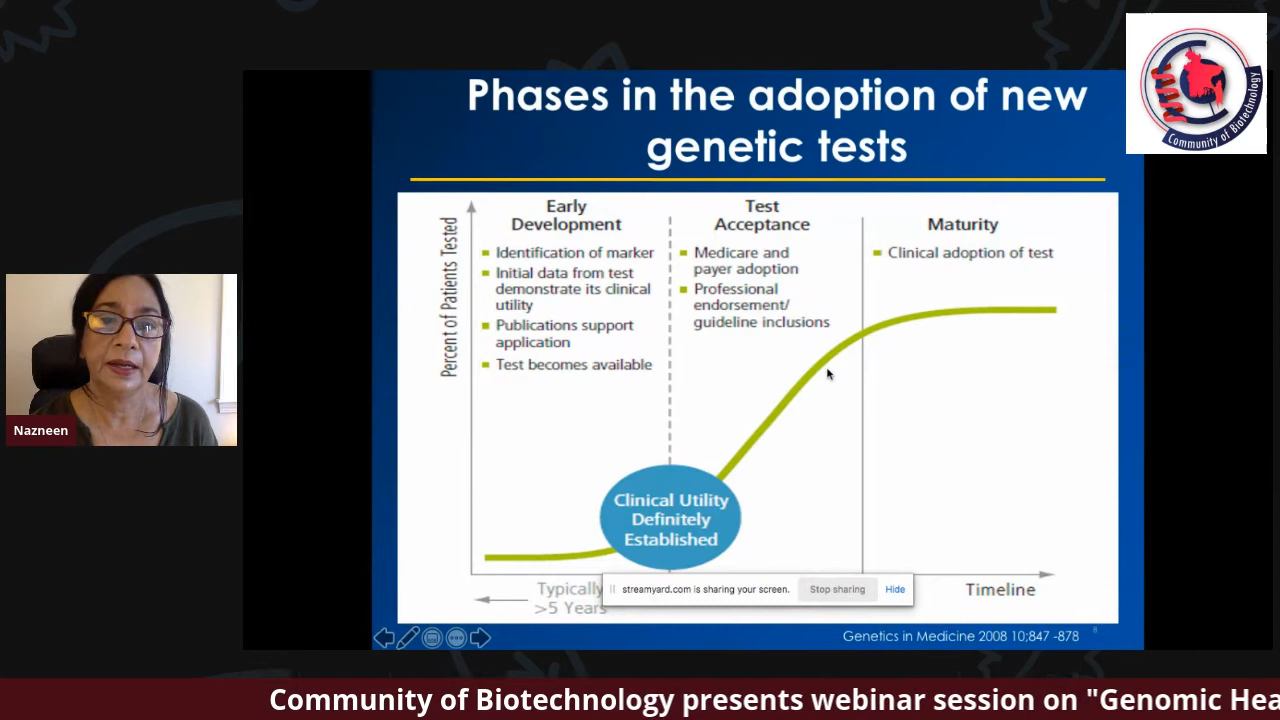 Phases in the adoption of new
genetic tests
Community of Biotechnology
Percent of Patients Tested
Early
Development
Identification of marker
Initial data from test
demonstrate its clinical
utility
Publications support
application
Test becomes available
Test
Acceptance
Medicare and
payer adoption
Professional
endorsement/
guideline inclusions
Maturity
Clinical adoption of test
Clinical Utility
Definitely
Established
Typically
>5 Years
Timeline
streamyard.com is sharing your screen.
Stop sharing
Hide
Genetics in Medicine 2008 10;847 -878
8
Nazneen
Community of Biotechnology presents webinar session on "Genomic Hea